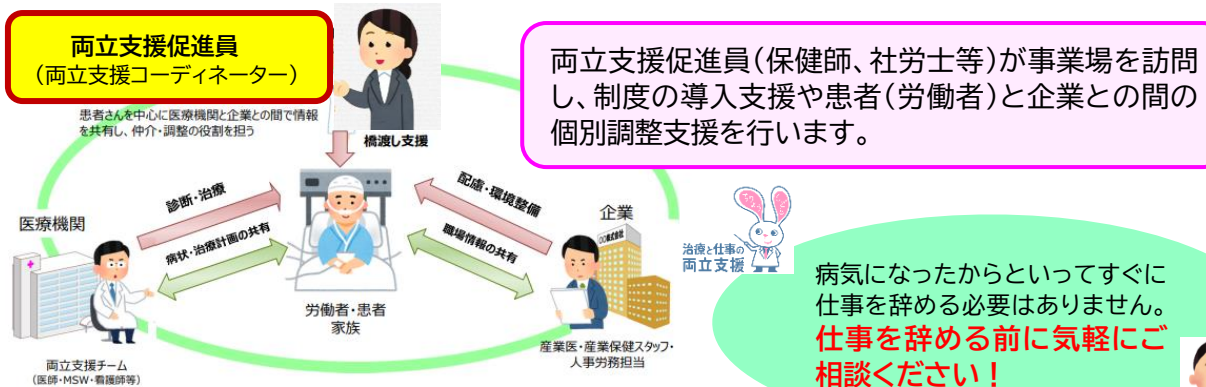 両立支援促進員
（両立支援コーディネーター）
患者さんを中心に医療機関と企業との間で情報
を共有し、仲介・調整の役割を担う
橋渡し支援
両立支援促進員(保健師、社労士等)が事業場を訪問
し、制度の導入支援や患者(労働者)と企業との間の
個別調整支援を行います。
医療機関
診断・治療
病状・治療計画の共有
配慮・環境整備
職場情報の共有
企業
〇〇株式会社
労働者・患者
家族
両立支援チーム
（医師・MSW・看護師等）
産業医・産業保健スタッフ・
人事労務担当
ちりょうさ
治療と仕事の
両立支援
病気になったからといってすぐに
仕事を辞める必要はありません。
仕事を辞める前に気軽にご
相談ください！